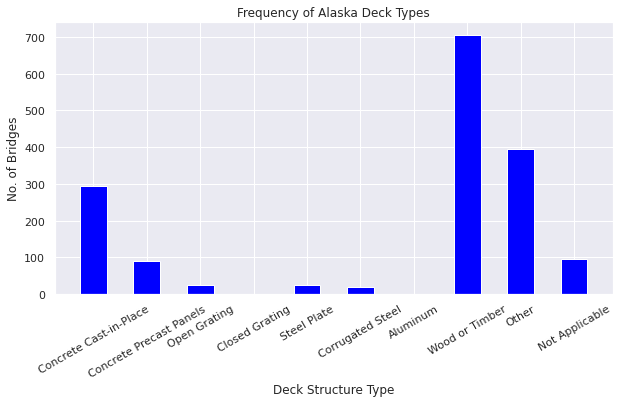 Frequency of Alaska Deck Types
No. of Bridges
700
600
500
400
300
200
100
0
Concrete Cast-in-Place
Concrete Precast Panels
Open Grating
Closed Grating
Steel Plate
Corrugated Steel
Aluminum
Wood or Timber
Other
Not Applicable
Deck Structure Type